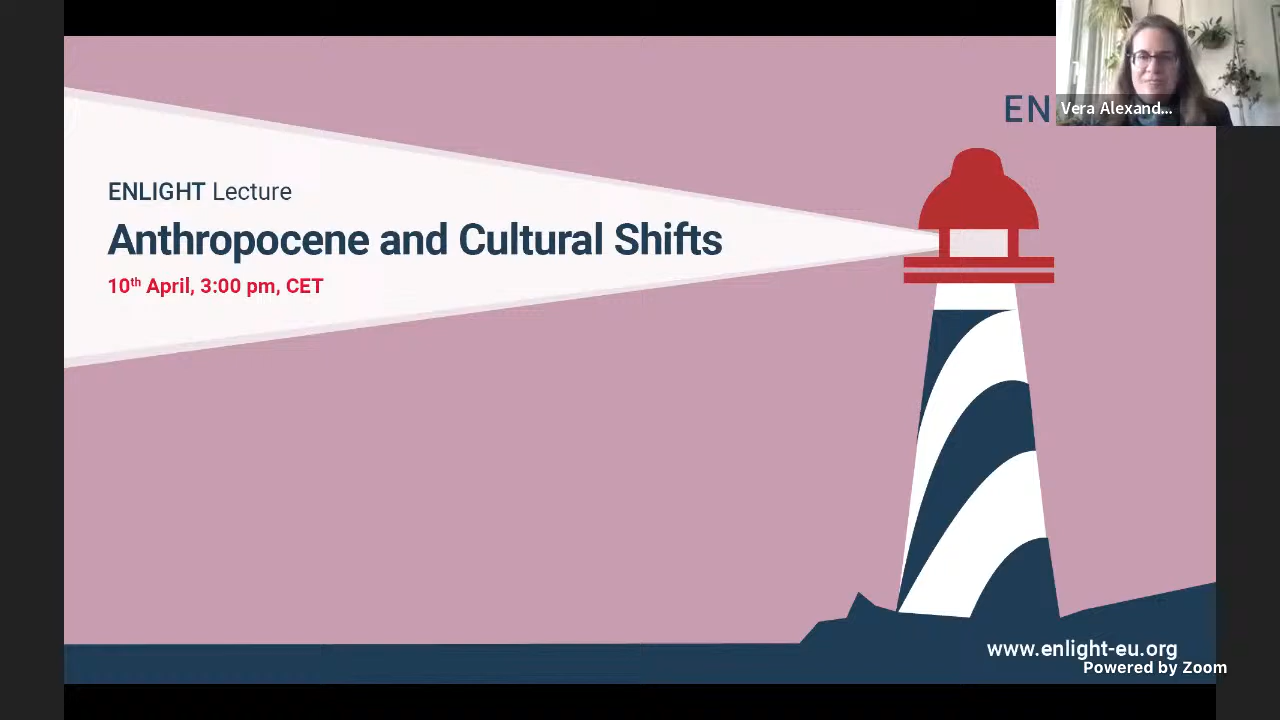 EN
Vera Alexand...
ENLIGHT Lecture
Anthropocene and Cultural Shifts
10th April, 3:00 pm, CET
www.enlight-eu.org
Powered by Zoom